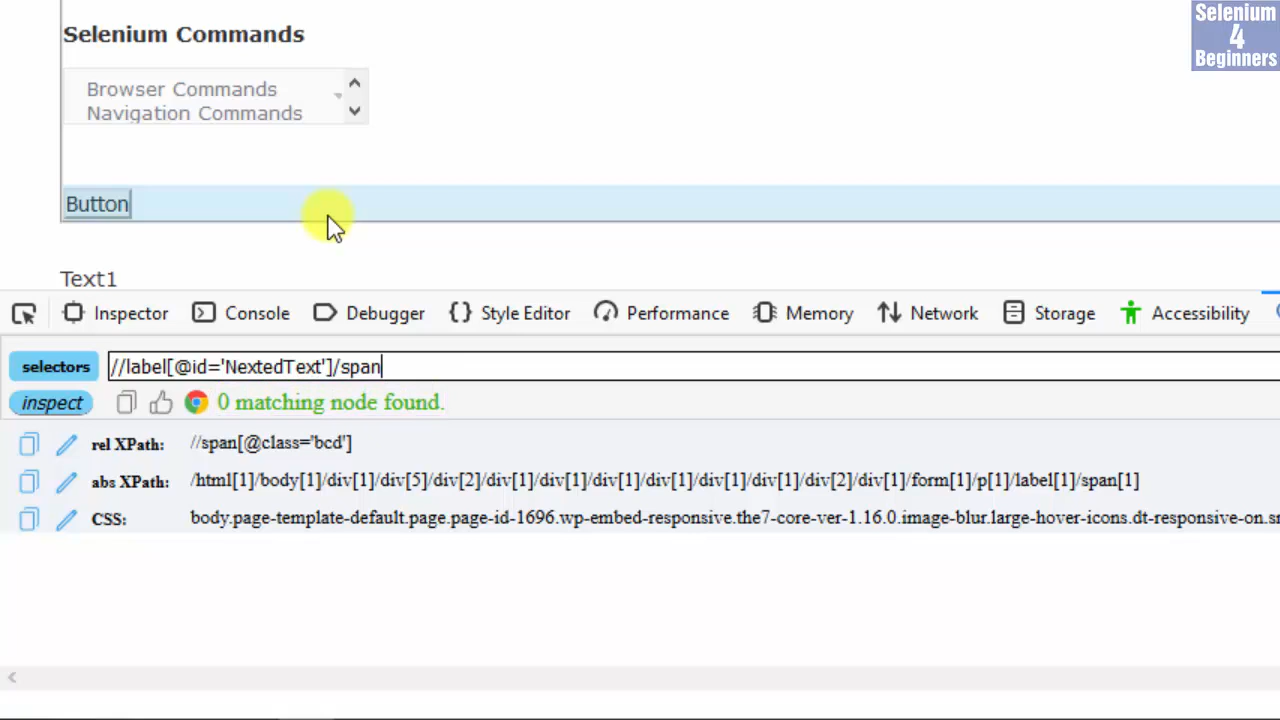 Selenium
4
Beginners
Selenium Commands
Browser Commands
Navigation Commands
Button
Text1
Inspector Console Debugger {} Style Editor Performance Memory Network Storage Accessibility
selectors //label[@id='NextedText']/span
inspect 0 matching node found.
rel XPath: //span[@class='bcd']
abs XPath: /html[1]/body[1]/div[1]/div[5]/div[2]/div[1]/div[1]/div[1]/div[1]/div[1]/div[1]/div[2]/div[1]/form[1]/p[1]/label[1]/span[1]
CSS: body.page-template-default.page.page-id-1696.wp-embed-responsive.the7-core-ver-1.16.0.image-blur.large-hover-icons.dt-responsive-on.sr